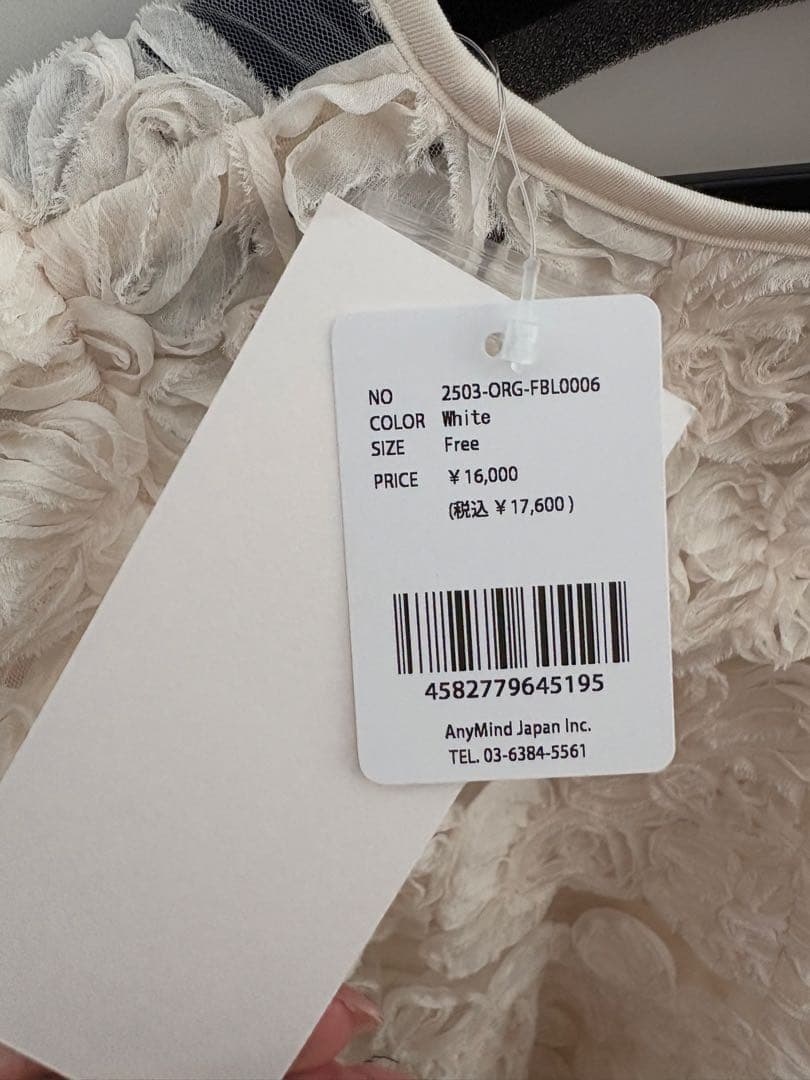 NO 2503-ORG-FBL0006
COLOR White
SIZE Free
PRICE ¥16,000
(税込 ¥17,600)
4582779645195
AnyMind Japan Inc.
TEL. 03-6384-5561